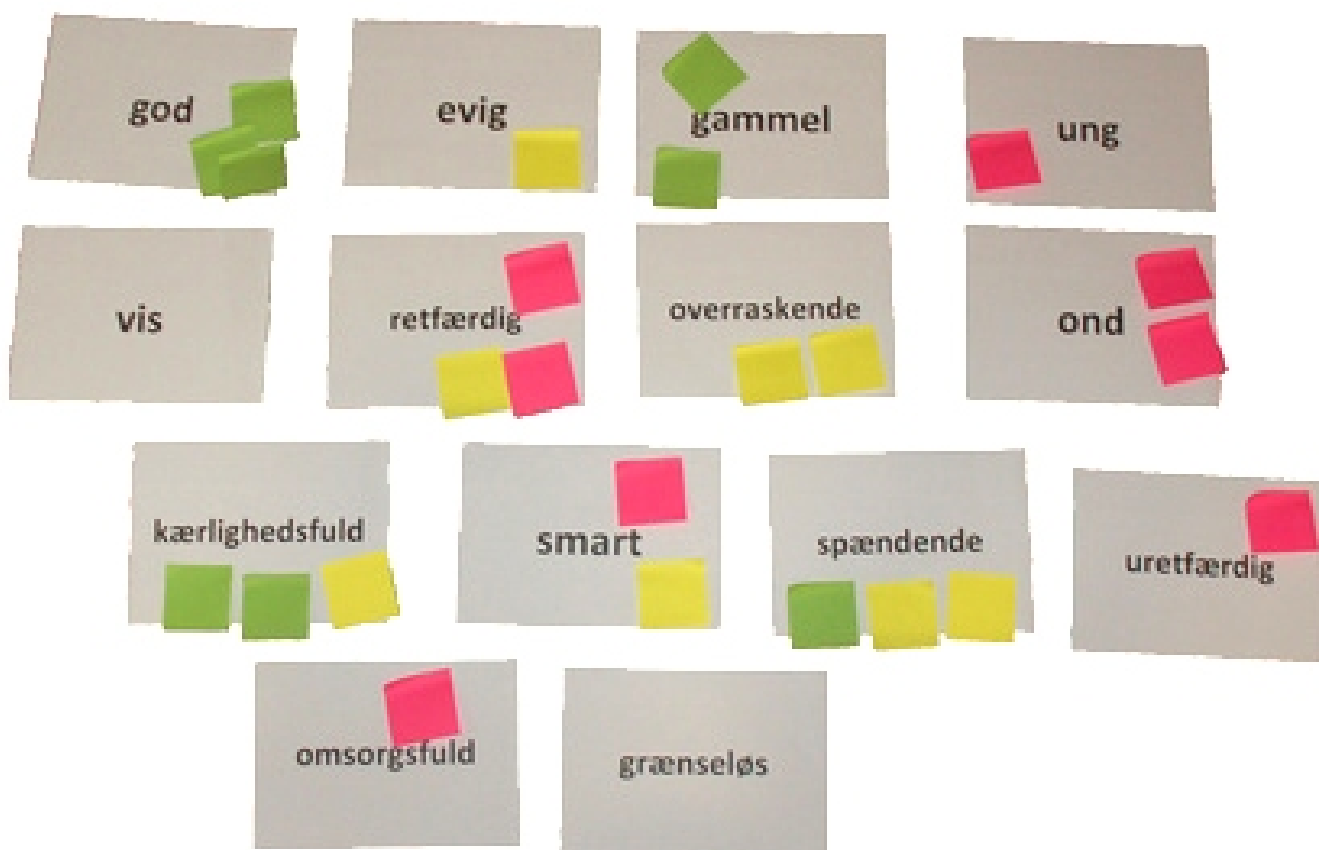 god
evig
gammel
ung
vis
retfærdig
overraskende
ond
kærlighedsfuld
smart
spændende
uretfærdig
omsorgsfuld
grænseløs